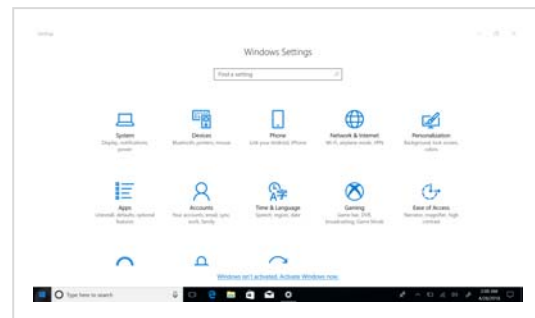 Settings
Windows Settings
Find a setting
System
Display, notifications,
power
Devices
Bluetooth, printers, mouse
Phone
Link your Android, iPhone
Network & Internet
Wi-Fi, airplane mode, VPN
Personalization
Background, lock screen,
colors
Apps
Uninstall, defaults, optional
features
Accounts
Your accounts, email, sync,
work, family
Time & Language
Speech, region, date
Gaming
Game bar, DVR,
broadcasting, Game Mode
Ease of Access
Narrator, magnifier, high
contrast
Windows isn't activated. Activate Windows now.
Type here to search